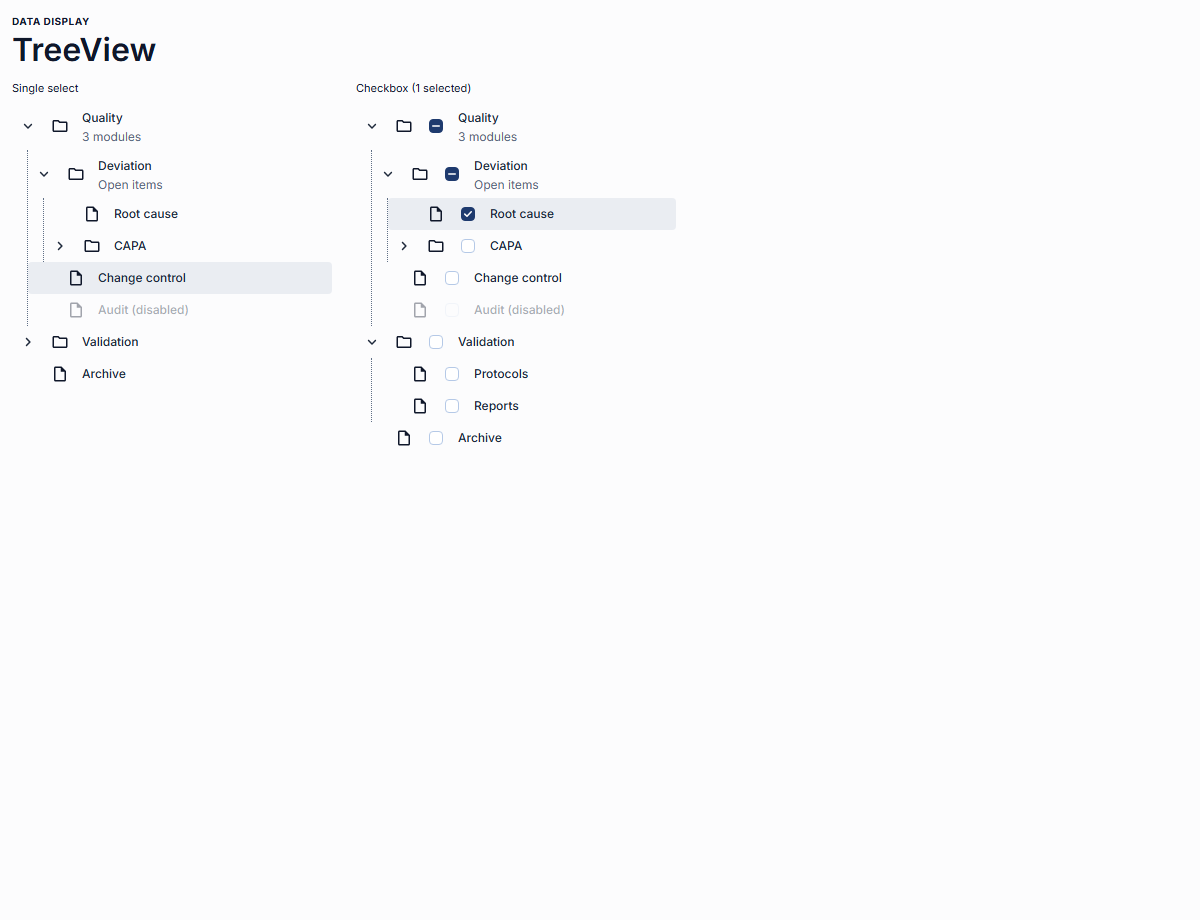 DATA DISPLAY
TreeView
Single select
Quality
3 modules
Deviation
Open items
Root cause
CAPA
Change control
Audit (disabled)
Validation
Archive
Checkbox (1 selected)
Quality
3 modules
Deviation
Open items
Root cause
CAPA
Change control
Audit (disabled)
Validation
Protocols
Reports
Archive